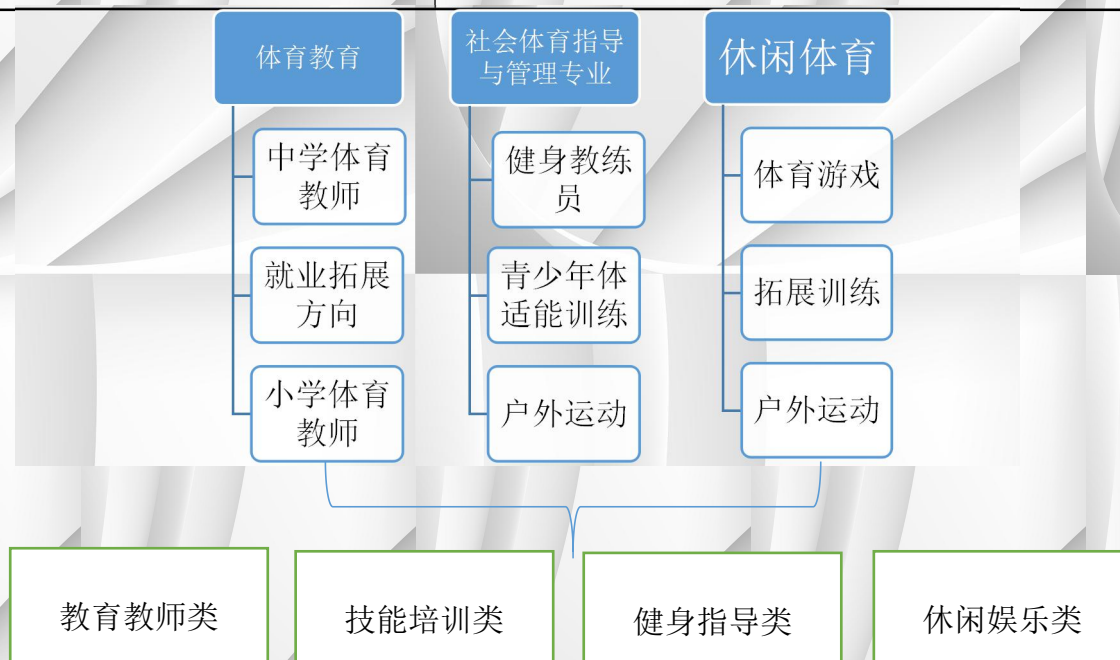 体育教育
中学体育
教师
就业拓展
方向
小学体育
教师
社会体育指导
与管理专业
健身教练
员
青少年体
适能训练
户外运动
休闲体育
体育游戏
拓展训练
户外运动
教育教师类
技能培训类
健身指导类
休闲娱乐类